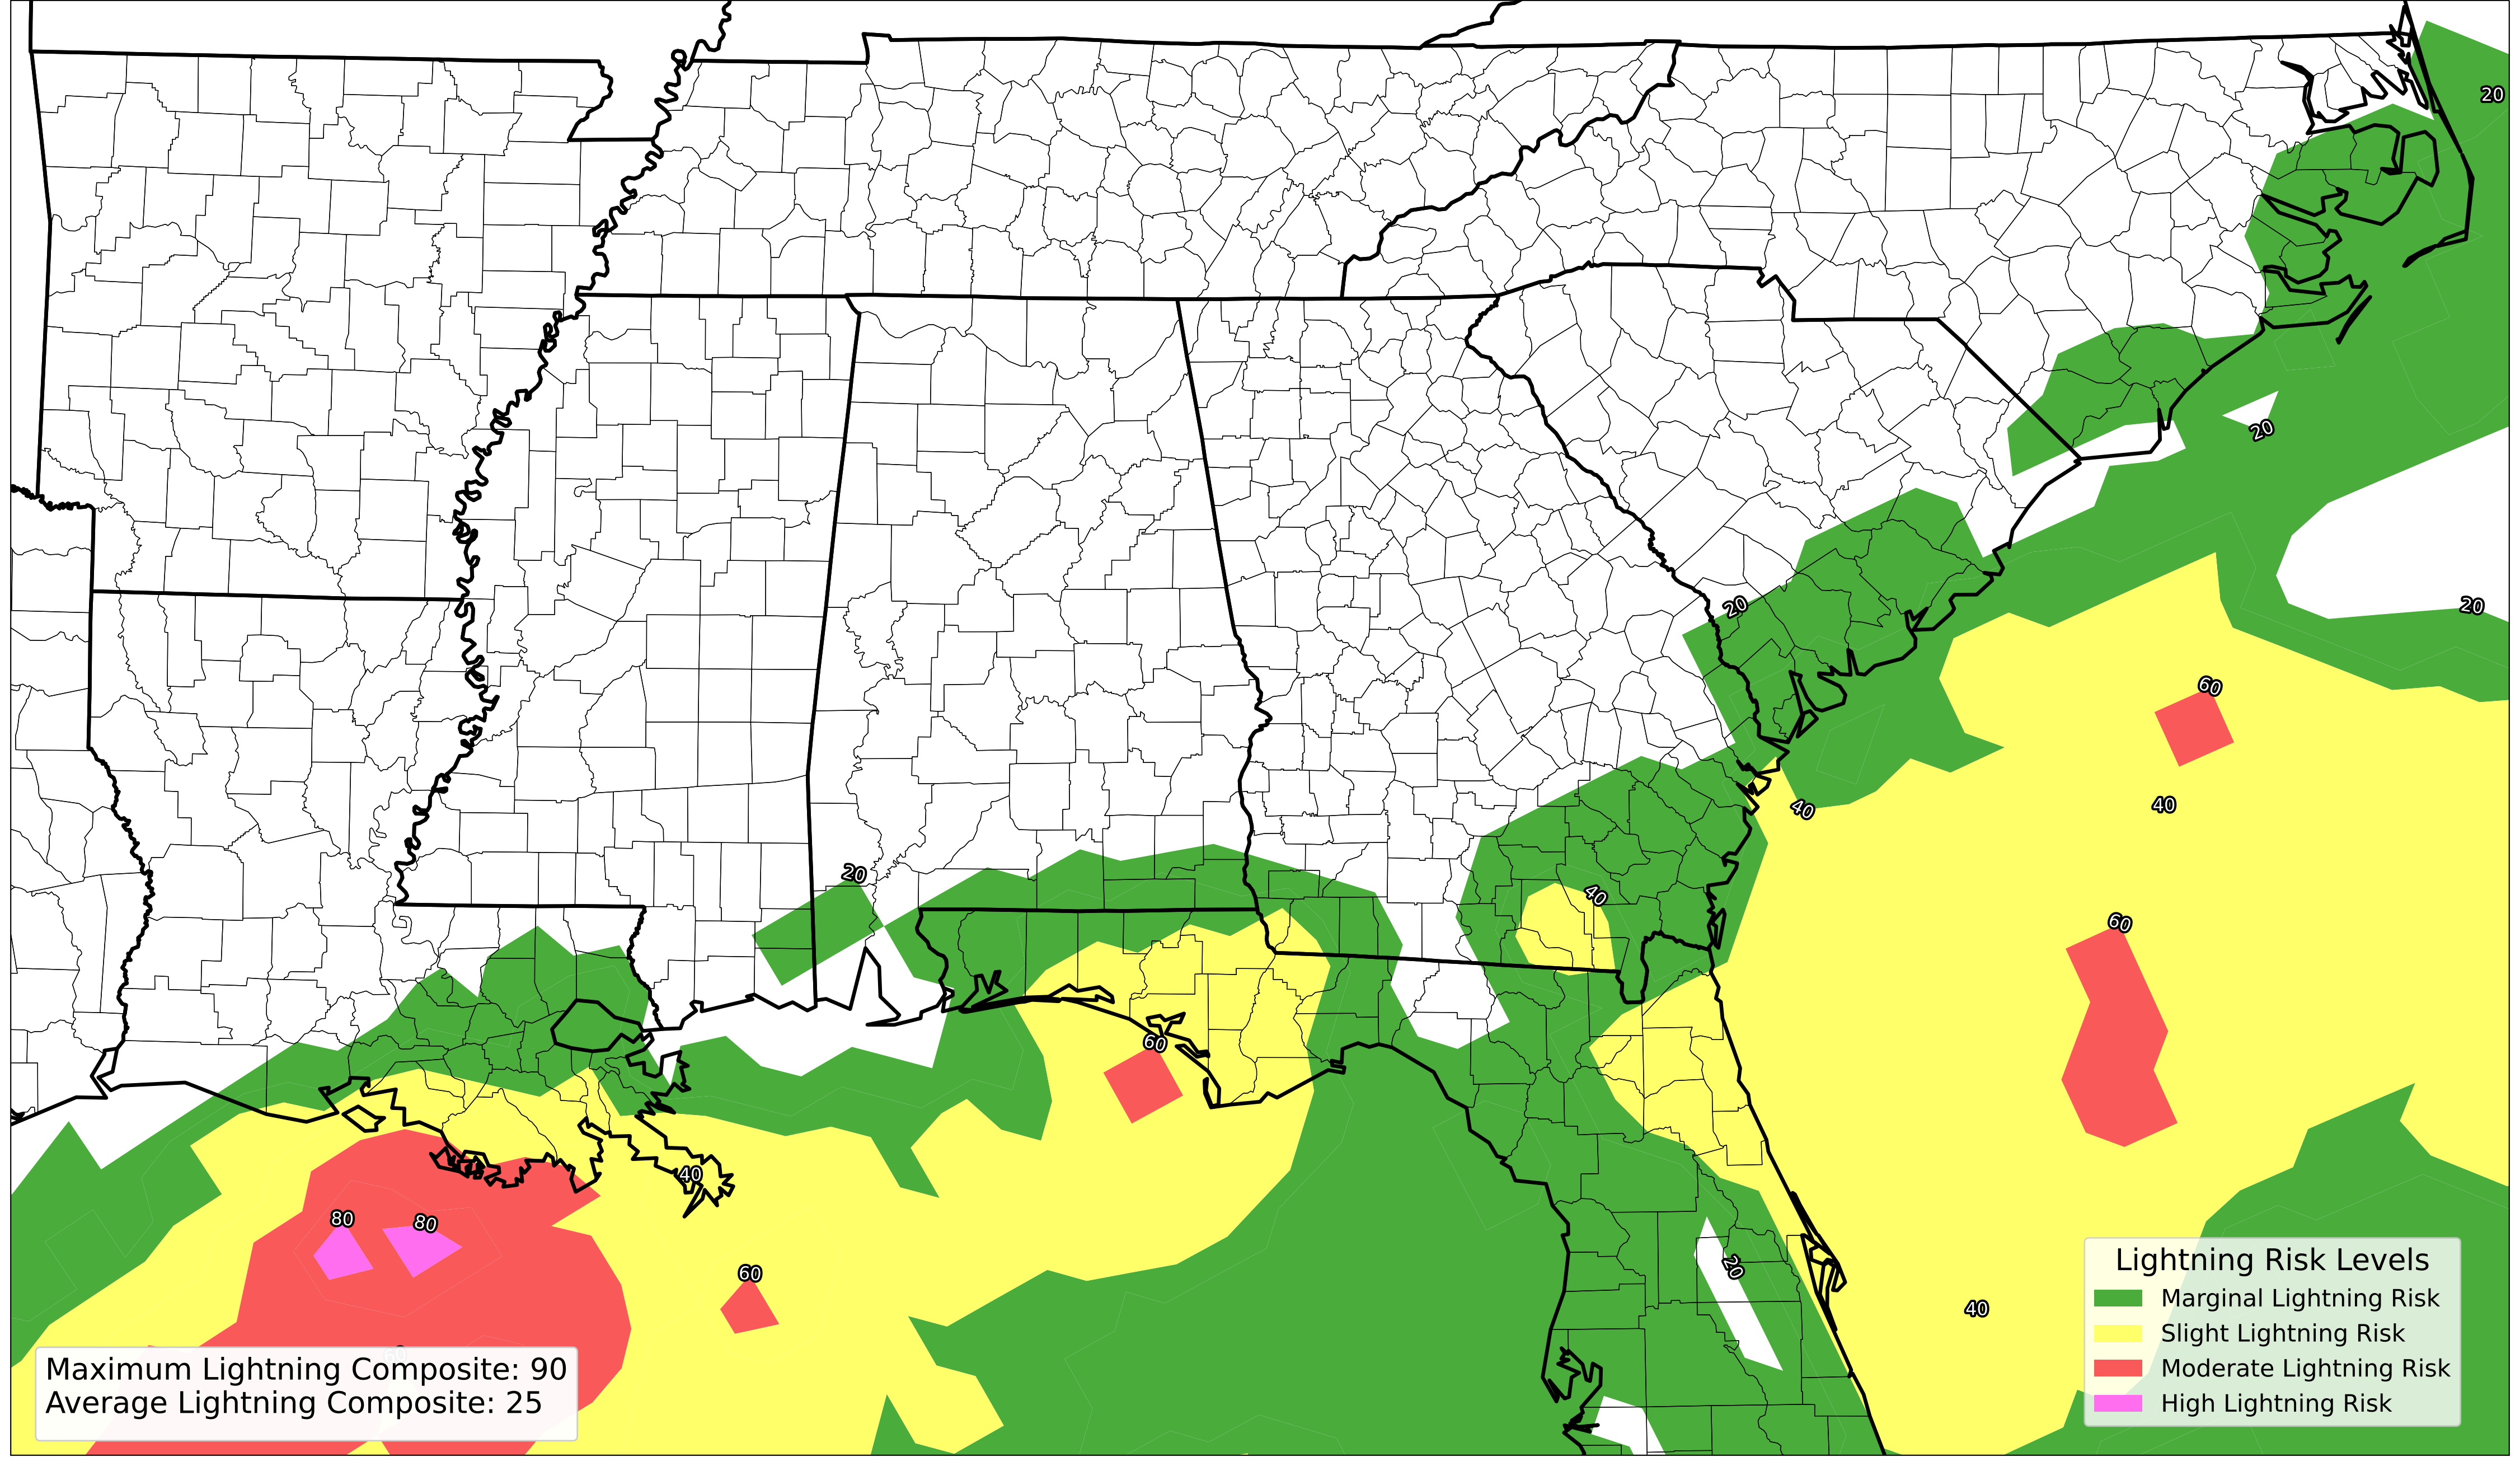 20
20
20
20
60
40
40
20
40
60
60
40
80
80
20
60
40
60
Maximum Lightning Composite: 90
Average Lightning Composite: 25
Lightning Risk Levels
Marginal Lightning Risk
Slight Lightning Risk
Moderate Lightning Risk
High Lightning Risk